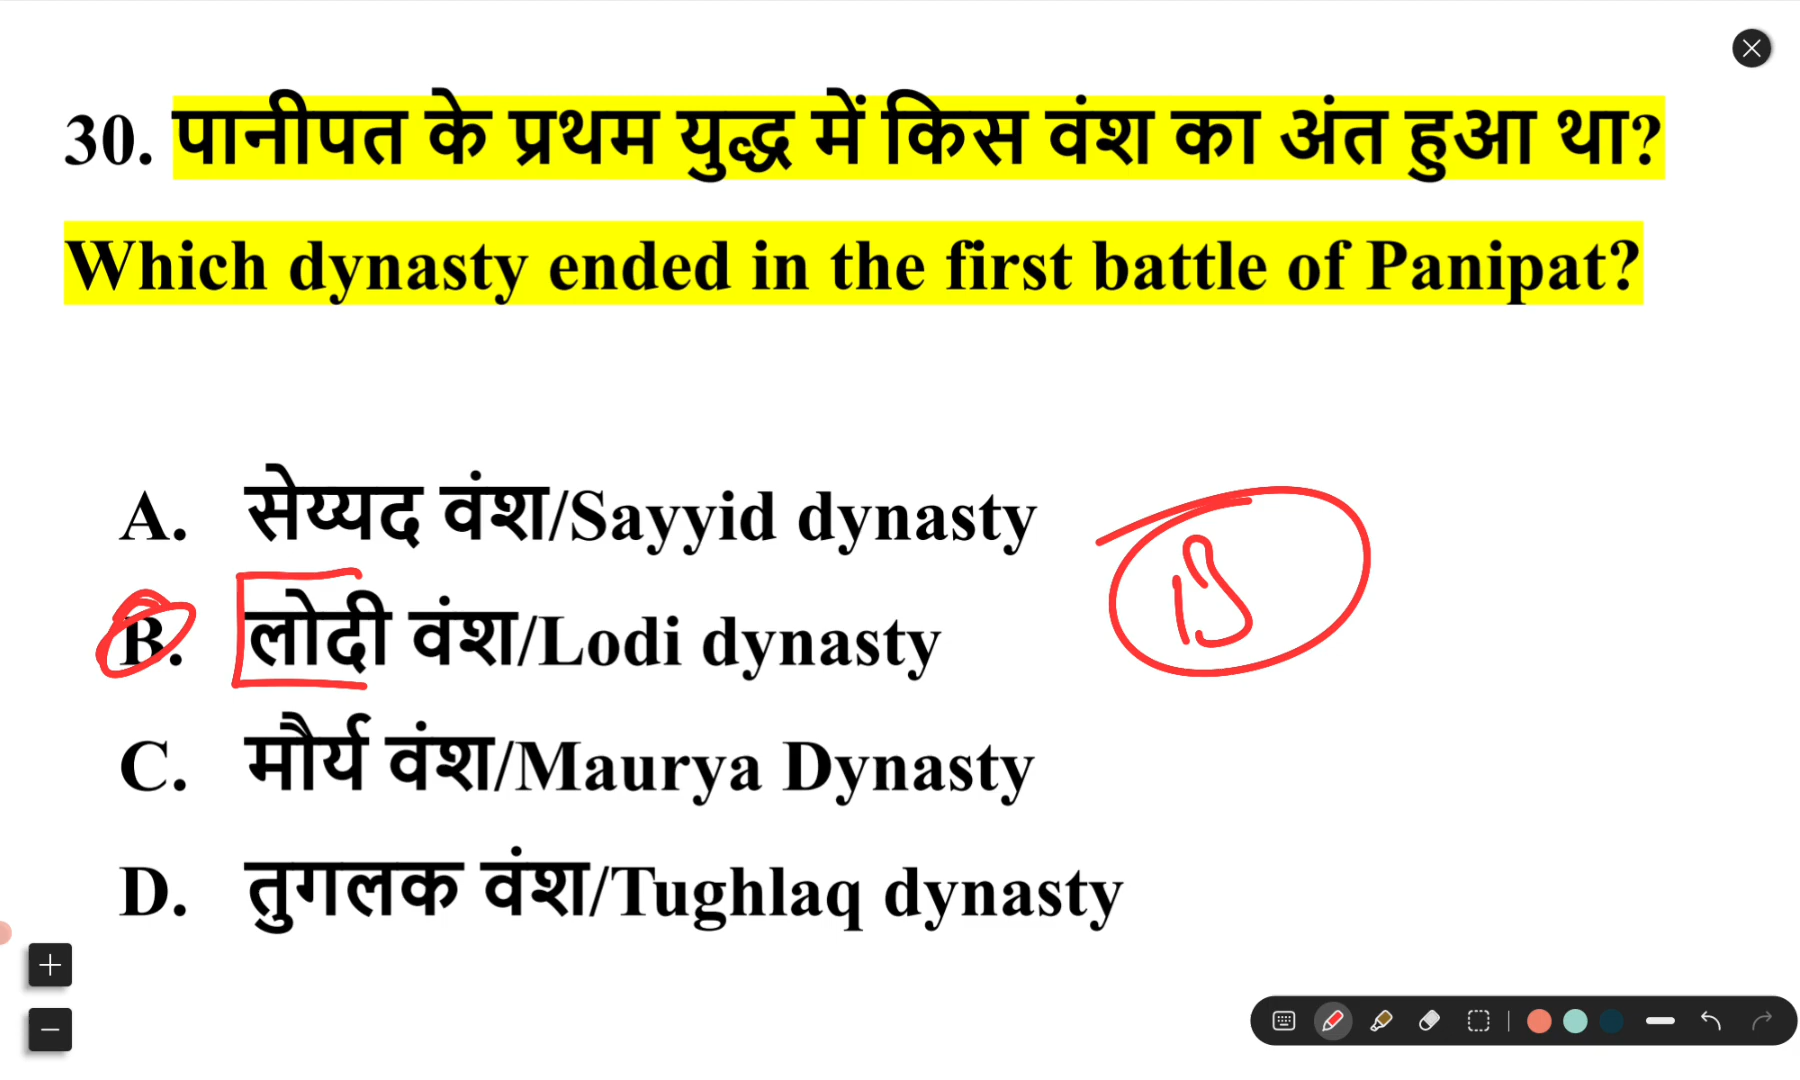 30. पानीपत के प्रथम युद्ध में किस वंश का अंत हुआ था?
Which dynasty ended in the first battle of Panipat?
A. सेय्यद वंश/Sayyid dynasty
B. लोदी वंश/Lodi dynasty
B
C. मौर्य वंश/Maurya Dynasty
D. तुगलक वंश/Tughlaq dynasty